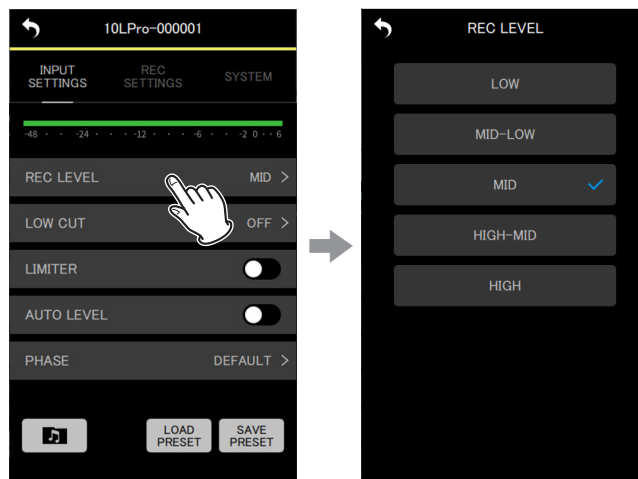 10LPro-000001
INPUT
SETTINGS
REC
SETTINGS
SYSTEM
-48 · · -24 · · -12 · · · -6 · · -2 0 · · 6
REC LEVEL MID >
LOW CUT OFF >
LIMITER
AUTO LEVEL
PHASE DEFAULT >
LOAD
PRESET
SAVE
PRESET
REC LEVEL
LOW
MID-LOW
MID
HIGH-MID
HIGH